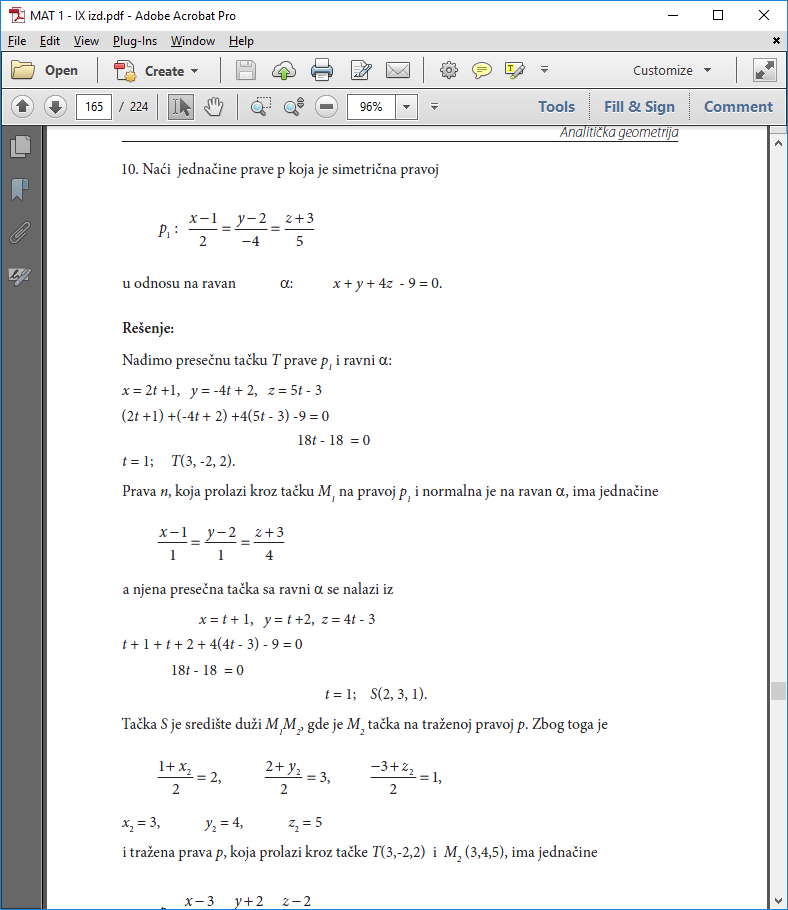 MAT 1 - IX izd.pdf - Adobe Acrobat Pro
File Edit View Plug-Ins Window Help
Open Create Customize
165 / 224 96% Tools Fill & Sign Comment
Analitička geometrija
10. Naći jednačine prave p koja je simetrična pravoj
p₁ : (x−1)/2 = (y−2)/−4 = (z+3)/5
u odnosu na ravan α: x + y + 4z - 9 = 0.
Rešenje:
Nađimo presečnu tačku T prave p₁ i ravni α:
x = 2t +1, y = -4t + 2, z = 5t - 3
(2t +1) +(-4t + 2) +4(5t - 3) -9 = 0
18t - 18 = 0
t = 1; T(3, -2, 2).
Prava n, koja prolazi kroz tačku M₁ na pravoj p₁ i normalna je na ravan α, ima jednačine
(x−1)/1 = (y−2)/1 = (z+3)/4
a njena presečna tačka sa ravni α se nalazi iz
x = t + 1, y = t +2, z = 4t - 3
t + 1 + t + 2 + 4(4t - 3) - 9 = 0
18t - 18 = 0
t = 1; S(2, 3, 1).
Tačka S je središte duži M₁M₂, gde je M₂ tačka na traženoj pravoj p. Zbog toga je
(1+x₂)/2 = 2, (2+y₂)/2 = 3, (−3+z₂)/2 = 1,
x₂ = 3, y₂ = 4, z₂ = 5
i tražena prava p, koja prolazi kroz tačke T(3,-2,2) i M₂ (3,4,5), ima jednačine
x−3 y+2 z−2